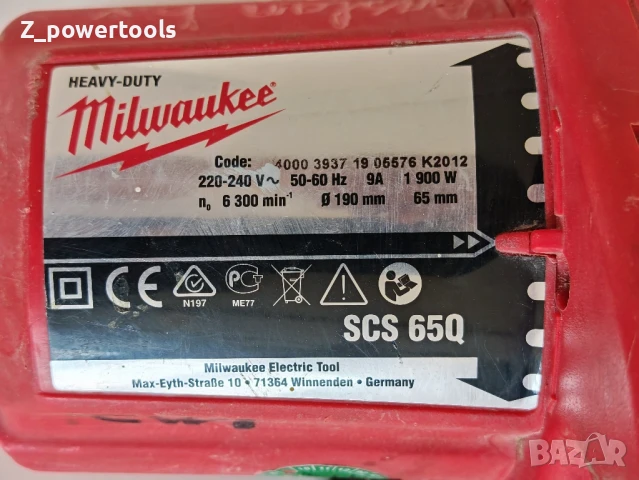 Z_powertools
HEAVY-DUTY
Milwaukee
Code: 4000 3937 19 05576 K2012
220-240 V~ 50-60 Hz 9A 1 900 W
n₀ 6 300 min⁻¹ Ø 190 mm 65 mm
N197
ME77
SCS 65Q
Milwaukee Electric Tool
Max-Eyth-Straße 10 • 71364 Winnenden • Germany
BAZAR